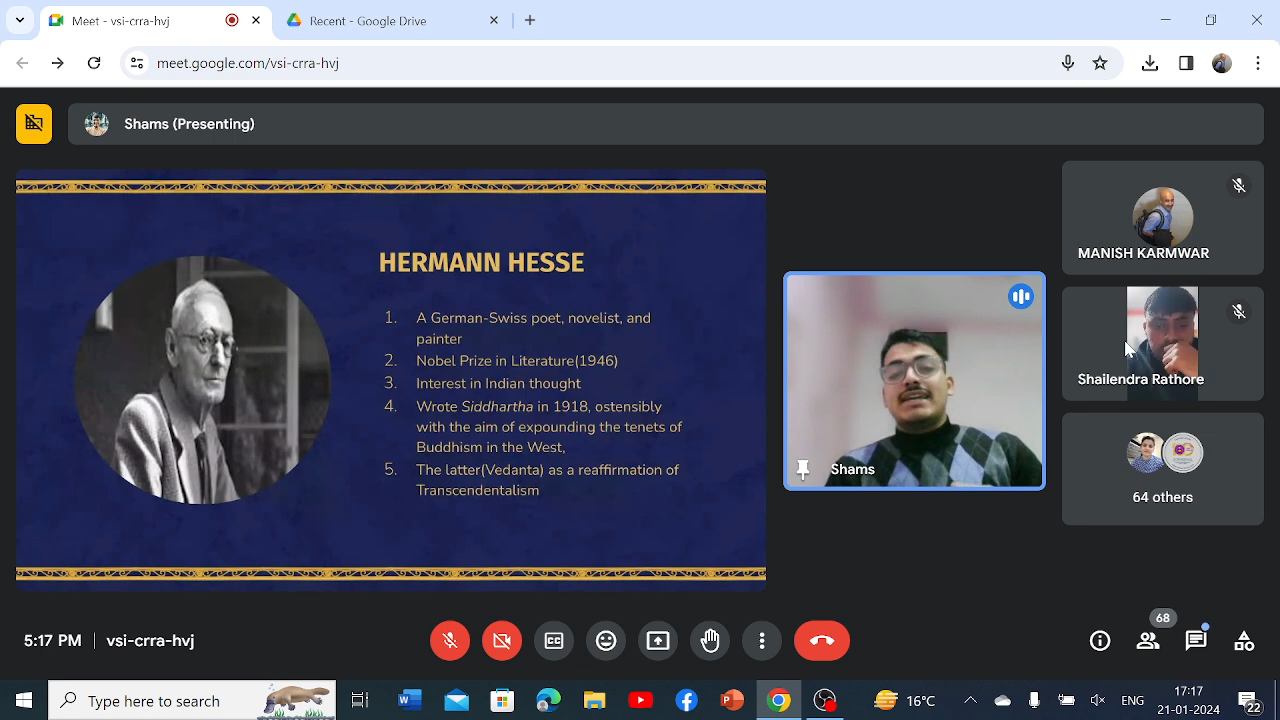 Meet - vsi-crra-hvj
Recent - Google Drive
meet.google.com/vsi-crra-hvj
Shams (Presenting)
HERMANN HESSE
1. A German-Swiss poet, novelist, and
painter
2. Nobel Prize in Literature(1946)
3. Interest in Indian thought
4. Wrote Siddhartha in 1918, ostensibly
with the aim of expounding the tenets of
Buddhism in the West,
5. The latter(Vedanta) as a reaffirmation of
Transcendentalism
Shams
MANISH KARMWAR
Shailendra Rathore
64 others
5:17 PM | vsi-crra-hvj
68
Type here to search
16°C
ENG
17:17
21-01-2024
22